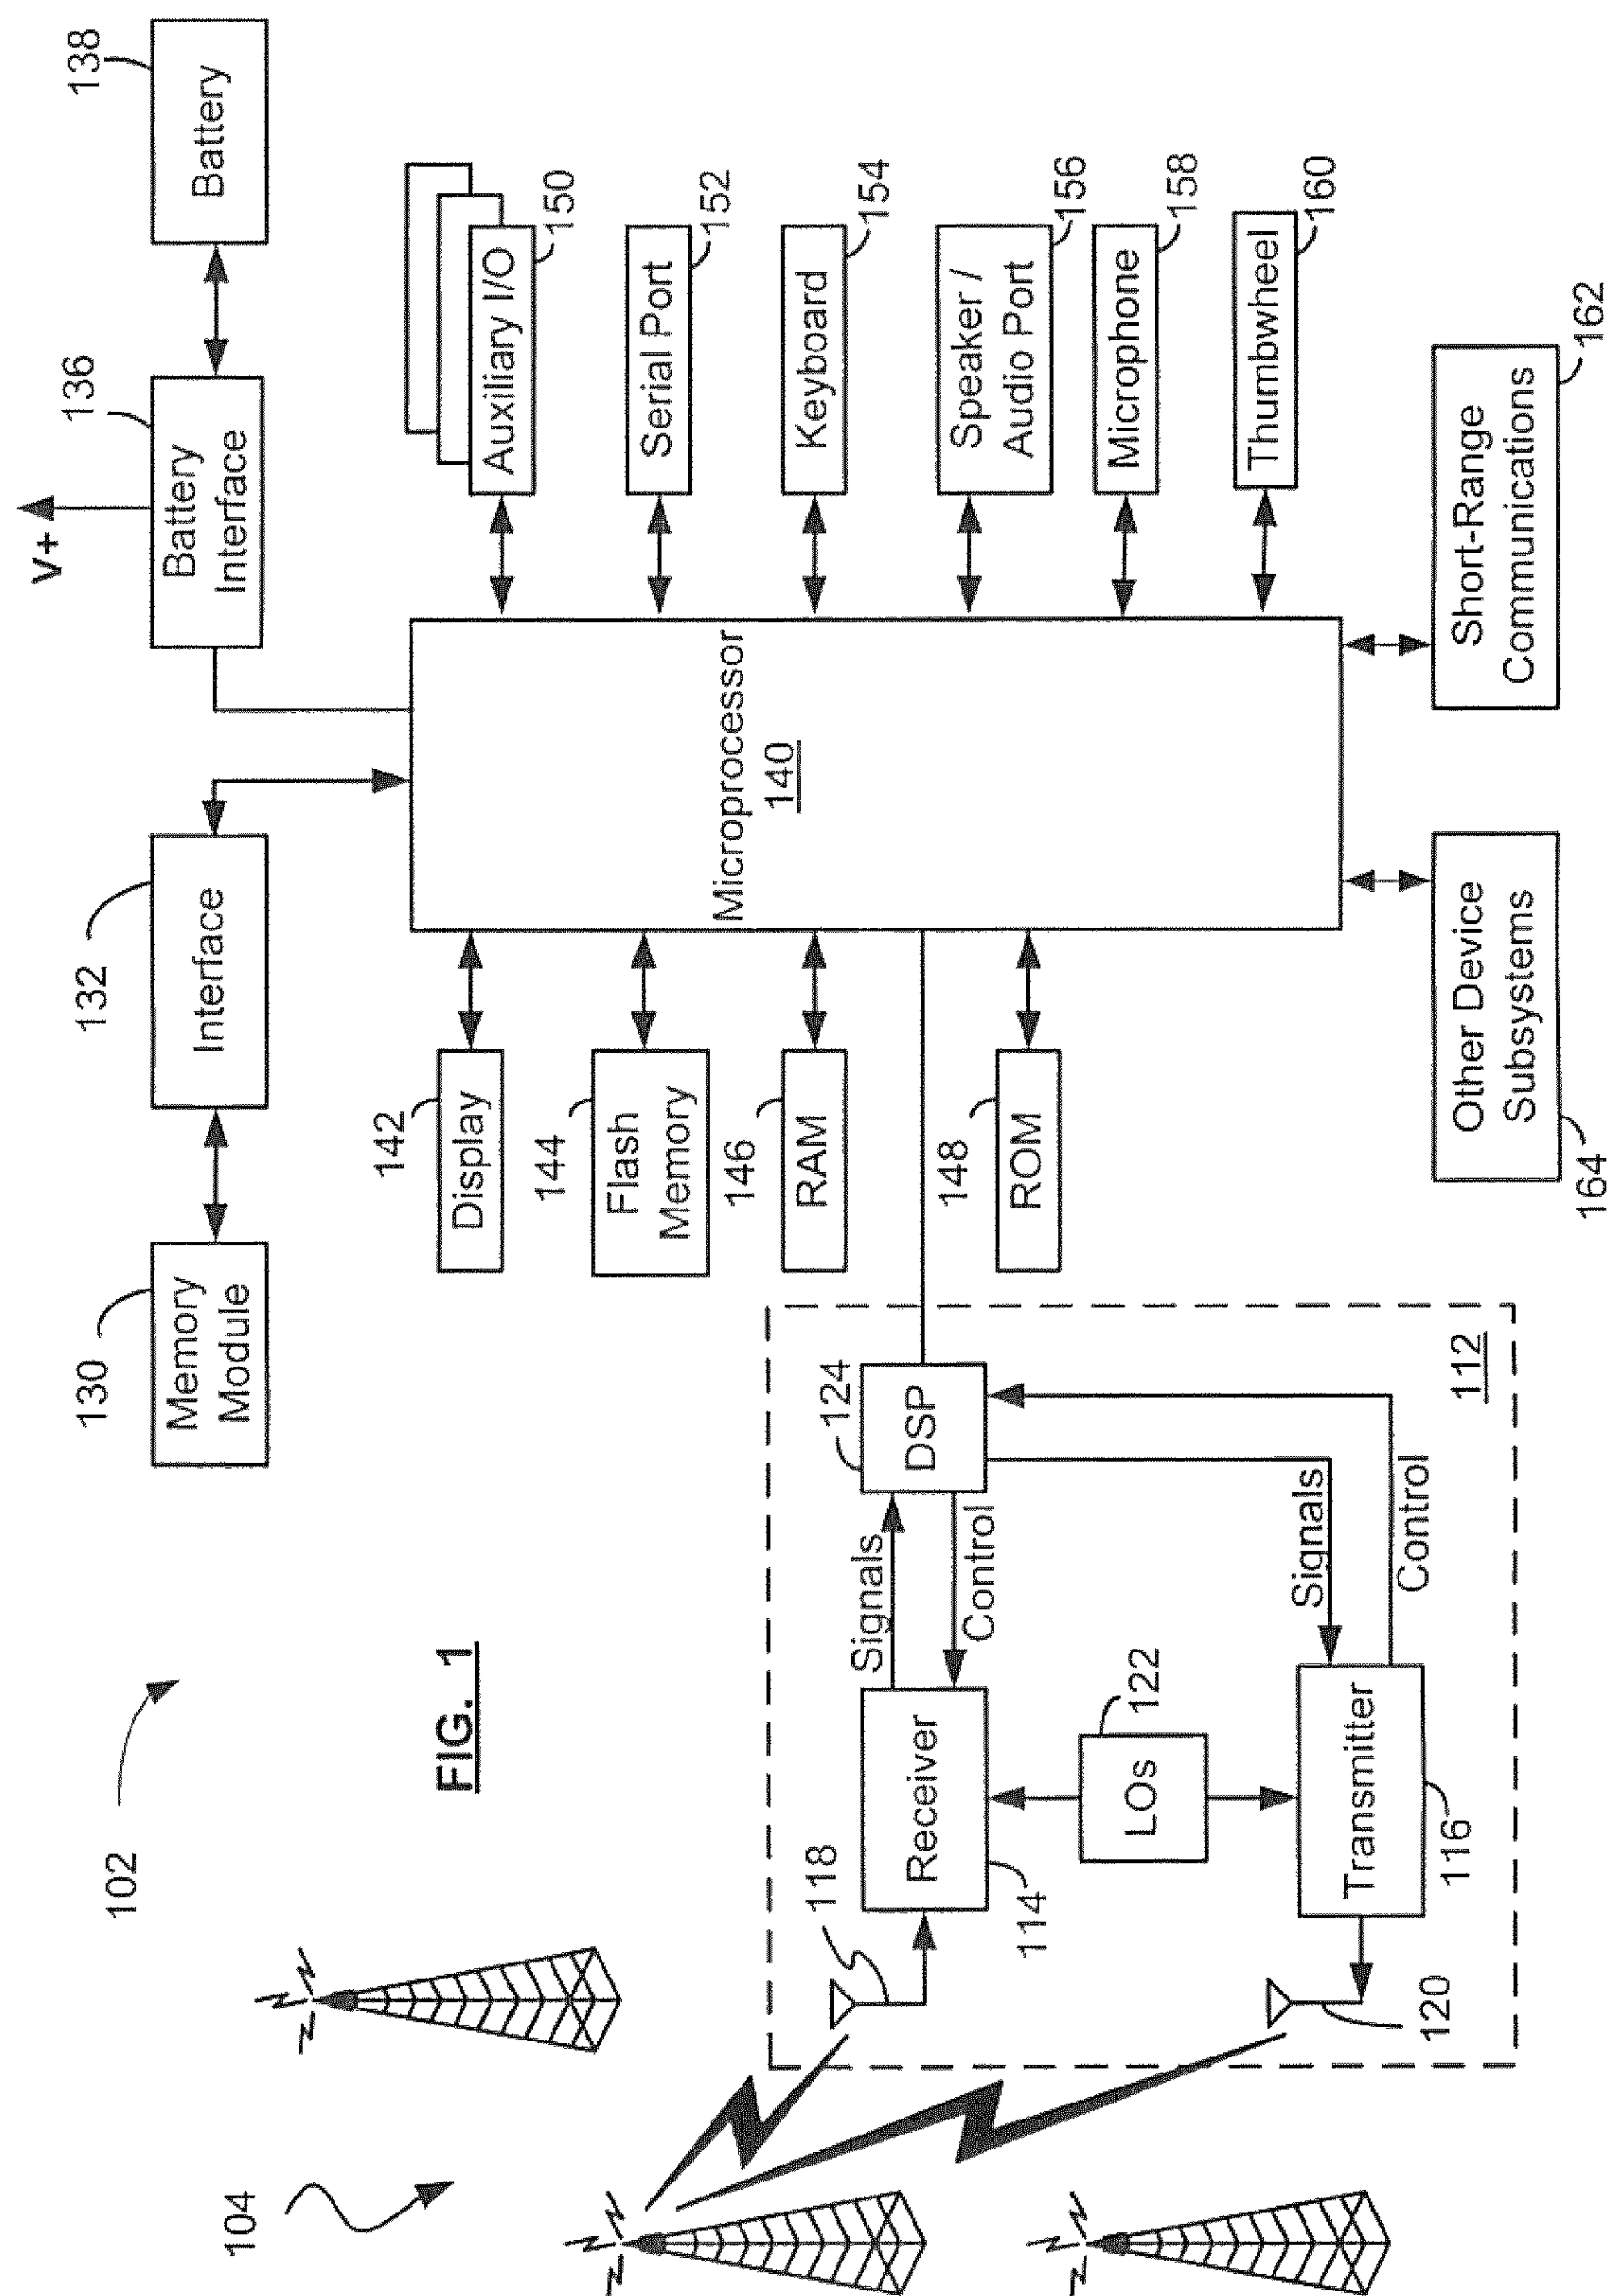 102
104
FIG. 1
130
Memory
Module
132
Interface
136
Battery
Interface
V+
138
Battery
142
Display
144
Flash
Memory
146
RAM
148
ROM
Microprocessor
140
Auxiliary I/O
150
Serial Port
152
Keyboard
154
Speaker /
Audio Port
156
Microphone
158
Thumbwheel
160
Short-Range
Communications
162
Other Device
Subsystems
164
112
118
Receiver
114
Signals
Control
124
DSP
LOs
122
Signals
Control
Transmitter
116
120